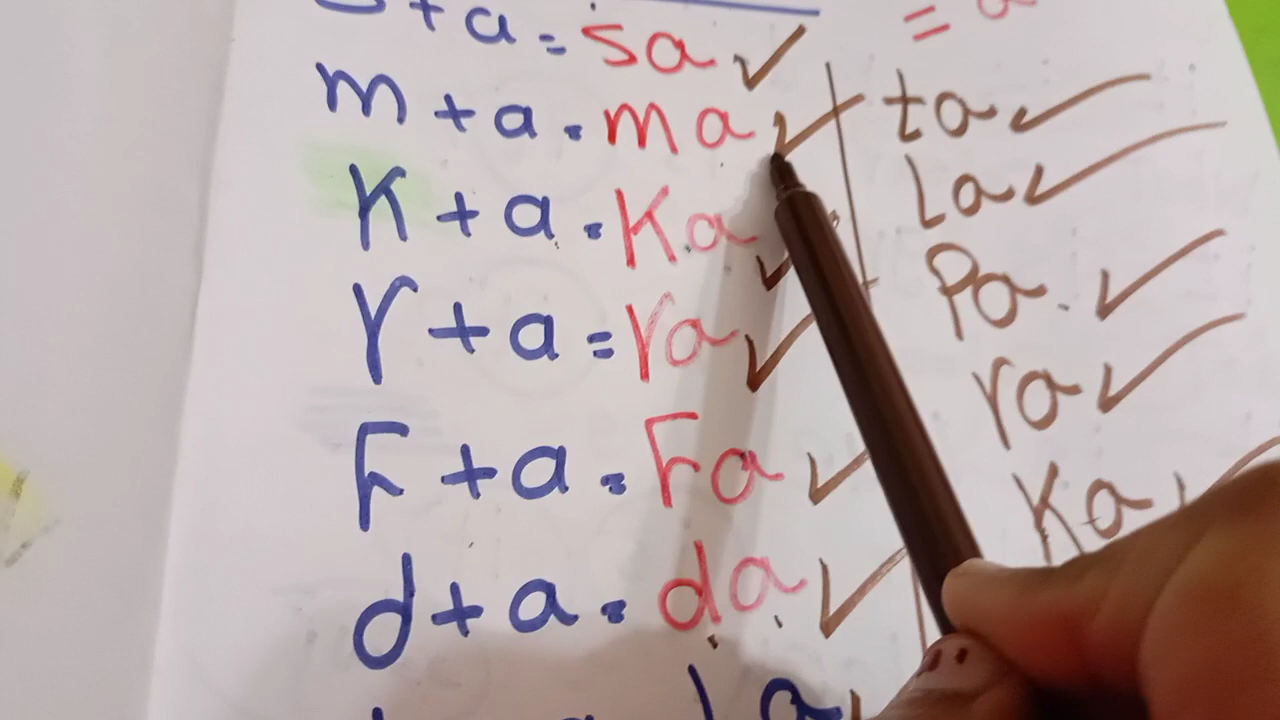 s + a = sa
= a
m + a = ma
K + a = Ka
r + a = ra
F + a = Fa
d + a = da
ta
La
Pa
ra
Ka